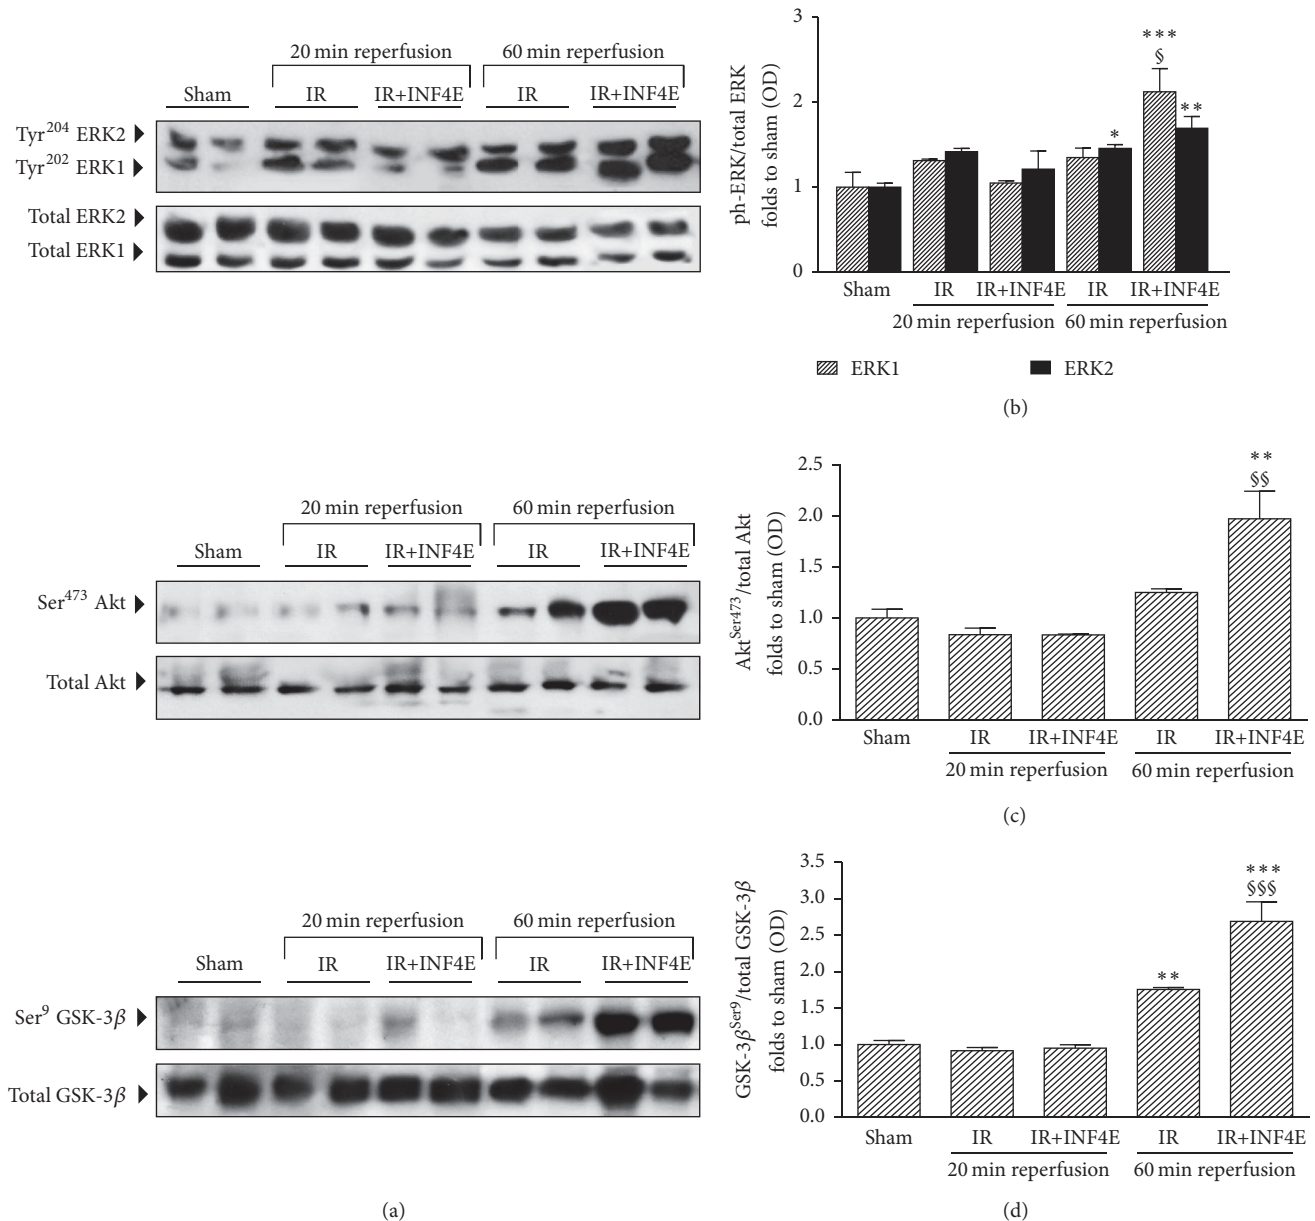 20 min reperfusion
60 min reperfusion
Sham
IR
IR+INF4E
IR
IR+INF4E
Tyr²⁰⁴ ERK2
Tyr²⁰² ERK1
Total ERK2
Total ERK1
ph-ERK/total ERK
folds to sham (OD)
3
2
1
0
***
§
*
**
Sham
IR
IR+INF4E
IR
IR+INF4E
20 min reperfusion
60 min reperfusion
ERK1
ERK2
(b)
20 min reperfusion
60 min reperfusion
Sham
IR
IR+INF4E
IR
IR+INF4E
Ser⁴⁷³ Akt
Total Akt
Akt^Ser473/total Akt
folds to sham (OD)
2.5
2.0
1.5
1.0
0.5
0.0
**
§§
Sham
IR
IR+INF4E
IR
IR+INF4E
20 min reperfusion
60 min reperfusion
(c)
20 min reperfusion
60 min reperfusion
Sham
IR
IR+INF4E
IR
IR+INF4E
Ser⁹ GSK-3β
Total GSK-3β
GSK-3β^Ser9/total GSK-3β
folds to sham (OD)
3.5
3.0
2.5
2.0
1.5
1.0
0.5
0.0
**
***
§§§
Sham
IR
IR+INF4E
IR
IR+INF4E
20 min reperfusion
60 min reperfusion
(a)
(d)